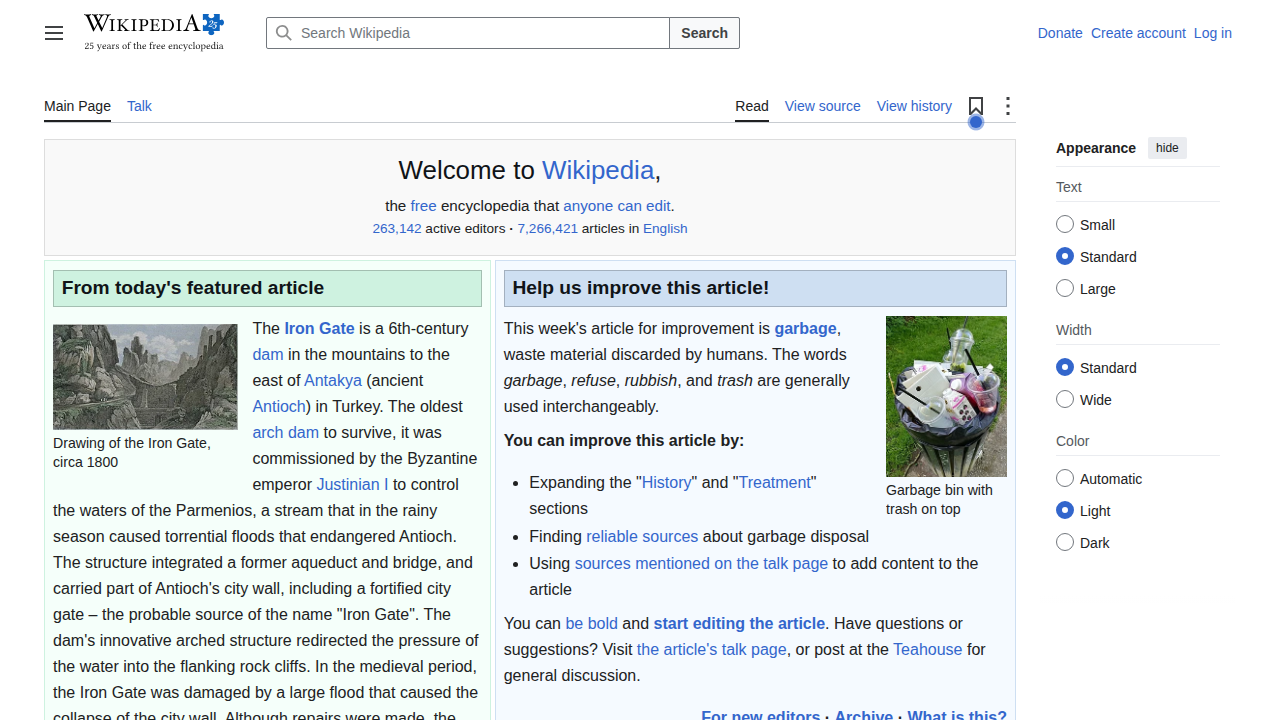 WIKIPEDIA 25
25 years of the free encyclopedia
Search Wikipedia
Search
Donate Create account Log in
Main Page Talk
Read View source View history
Welcome to Wikipedia,
the free encyclopedia that anyone can edit.
263,142 active editors · 7,266,421 articles in English
From today's featured article
Drawing of the Iron Gate,
circa 1800
The Iron Gate is a 6th-century
dam in the mountains to the
east of Antakya (ancient
Antioch) in Turkey. The oldest
arch dam to survive, it was
commissioned by the Byzantine
emperor Justinian I to control
the waters of the Parmenios, a stream that in the rainy
season caused torrential floods that endangered Antioch.
The structure integrated a former aqueduct and bridge, and
carried part of Antioch's city wall, including a fortified city
gate – the probable source of the name "Iron Gate". The
dam's innovative arched structure redirected the pressure of
the water into the flanking rock cliffs. In the medieval period,
the Iron Gate was damaged by a large flood that caused the
collapse of the city wall. Although repairs were made, the
Help us improve this article!
This week's article for improvement is garbage,
waste material discarded by humans. The words
garbage, refuse, rubbish, and trash are generally
used interchangeably.
Garbage bin with
trash on top
You can improve this article by:
• Expanding the "History" and "Treatment"
sections
• Finding reliable sources about garbage disposal
• Using sources mentioned on the talk page to add content to the
article
You can be bold and start editing the article. Have questions or
suggestions? Visit the article's talk page, or post at the Teahouse for
general discussion.
For new editors · Archive · What is this?
Appearance hide
Text
Small
Standard
Large
Width
Standard
Wide
Color
Automatic
Light
Dark